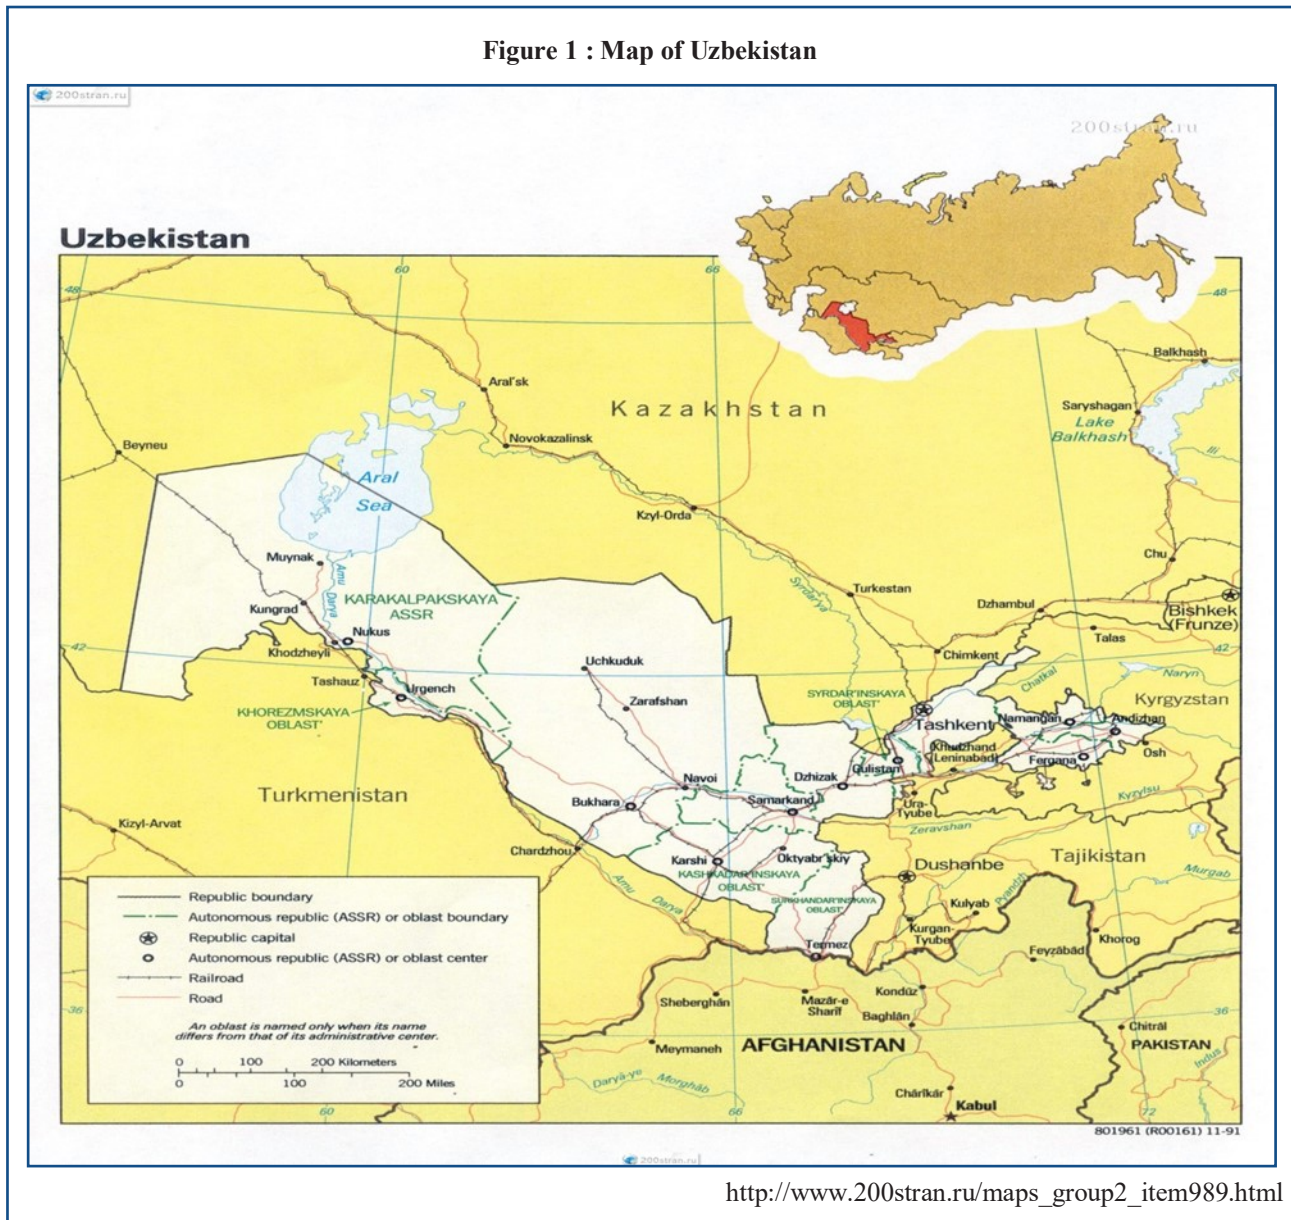 Figure 1 : Map of Uzbekistan
200stran.ru
200stran.ru
Uzbekistan
60
66
48
48
Balkhash
Aral'sk
Kazakhstan
Saryshagan
Lake
Balkhash
Beyneu
Novokazalinsk
Ili
Aral
Sea
Kzyl-Orda
Chu
Muynak
Amu
Darya
Syrdar'ya
Turkestan
KARAKALPAKSKAYA
ASSR
Dzhambul
Bishkek
(Frunze)
Kungrad
Nukus
Talas
42
Khodzheyli
Chimkent
42
Uchkuduk
Tashauz
Urgench
Chatkal
Naryn
SYRDAR'INSKAYA
OBLAST'
Kyrgyzstan
Zarafshan
KHOREZMSKAYA
OBLAST'
Tashkent
Namangan
Andizhan
Khudzhand
(Leninabad)
Osh
Gulistan
Fergana
Dzhizak
Navoi
Turkmenistan
Bukhara
Samarkand
Ura-
Tyube
Kyzylsu
Kizyl-Arvat
Zeravshan
Chardzhou
Karshi
Oktyabr'skiy
Dushanbe
Tajikistan
Murgab
KASHKADAR'INSKAYA
OBLAST'
Amu
Darya
SURKHANDAR'INSKAYA
OBLAST'
Pyandzh
Kulyab
Republic boundary
Autonomous republic (ASSR) or oblast boundary
Republic capital
Autonomous republic (ASSR) or oblast center
Railroad
Road
An oblast is named only when its name
differs from that of its administrative center.
0 100 200 Kilometers
0 100 200 Miles
Kurgan-
Tyube
Khorog
Termez
Feyzābād
36
Sheberghān
Mazār-e
Sharīf
Kondūz
Baghlān
36
Chitrāl
Meymaneh
AFGHANISTAN
PAKISTAN
Daryā-ye Morghāb
Indus
Chārīkār
Kabul
60
66
72
801961 (R00161) 11-91
200stran.ru
http://www.200stran.ru/maps_group2_item989.html